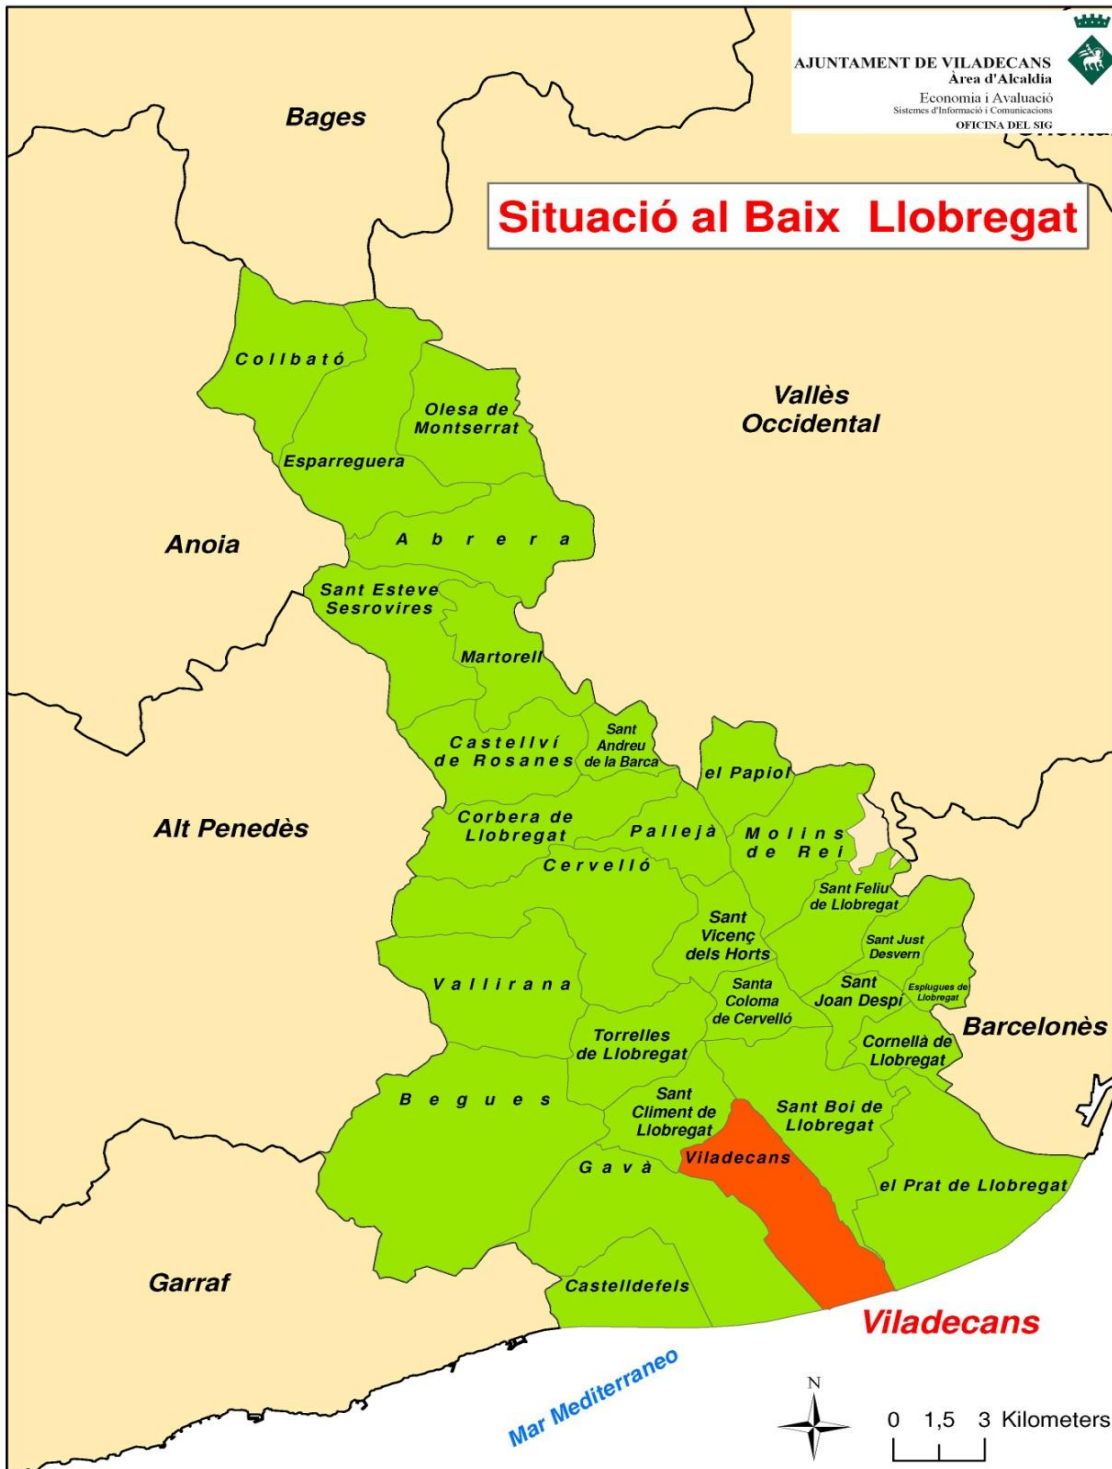 AJUNTAMENT DE VILADECANS
Àrea d'Alcaldia
Economia i Avaluació
Sistemes d'Informació i Comunicacions
OFICINA DEL SIG
Bages
Situació al Baix Llobregat
Collbató
Olesa de
Montserrat
Vallès
Occidental
Esparreguera
Anoia
Abrera
Sant Esteve
Sesrovires
Martorell
Castellví
de Rosanes
Sant
Andreu
de la Barca
el Papiol
Alt Penedès
Corbera de
Llobregat
Pallejà
Molins
de Rei
Cervelló
Sant Feliu
de Llobregat
Sant
Vicenç
dels Horts
Sant Just
Desvern
Vallirana
Santa
Coloma
de Cervelló
Sant
Joan Despí
Esplugues de
Llobregat
Barcelonès
Torrelles
de Llobregat
Cornellà de
Llobregat
Begues
Sant
Climent de
Llobregat
Sant Boi de
Llobregat
Gavà
Viladecans
el Prat de Llobregat
Garraf
Castelldefels
Viladecans
Mar Mediterraneo
N
0 1,5 3 Kilometers